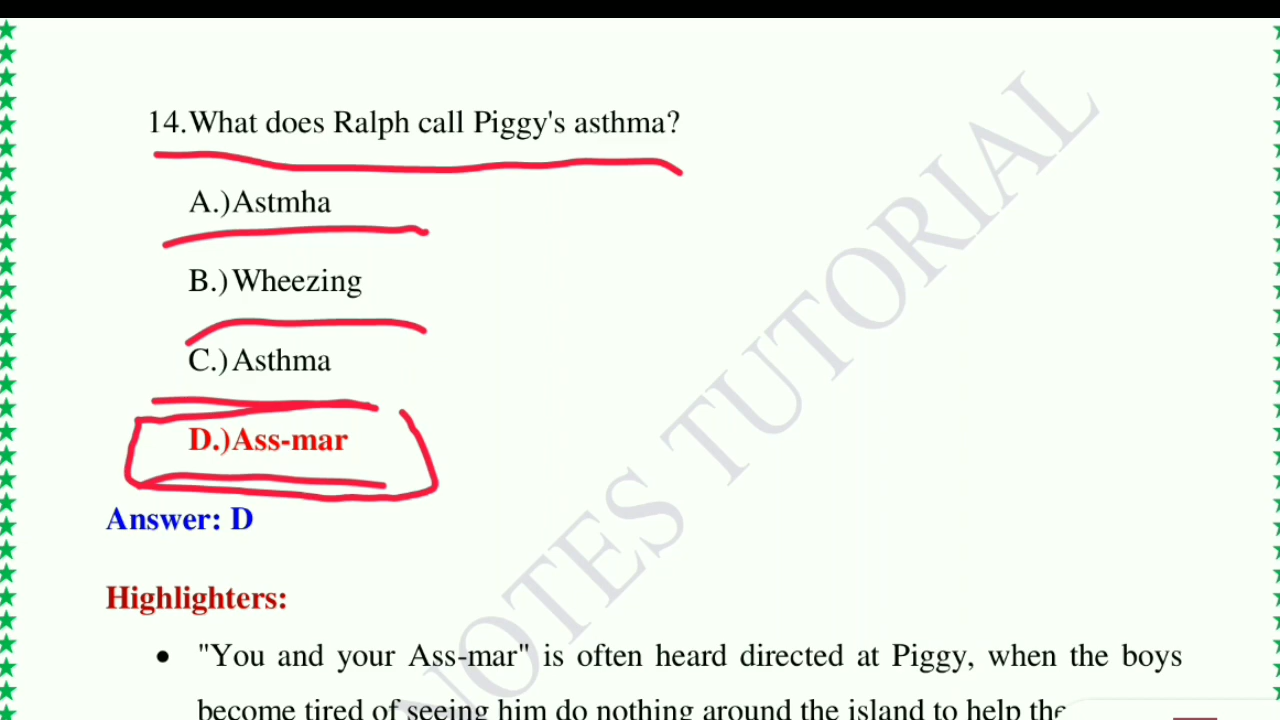 14.What does Ralph call Piggy's asthma?
A.)Astmha
B.)Wheezing
C.)Asthma
D.)Ass-mar
Answer: D
Highlighters:
• "You and your Ass-mar" is often heard directed at Piggy, when the boys
become tired of seeing him do nothing around the island to help the
NOTES TUTORIAL